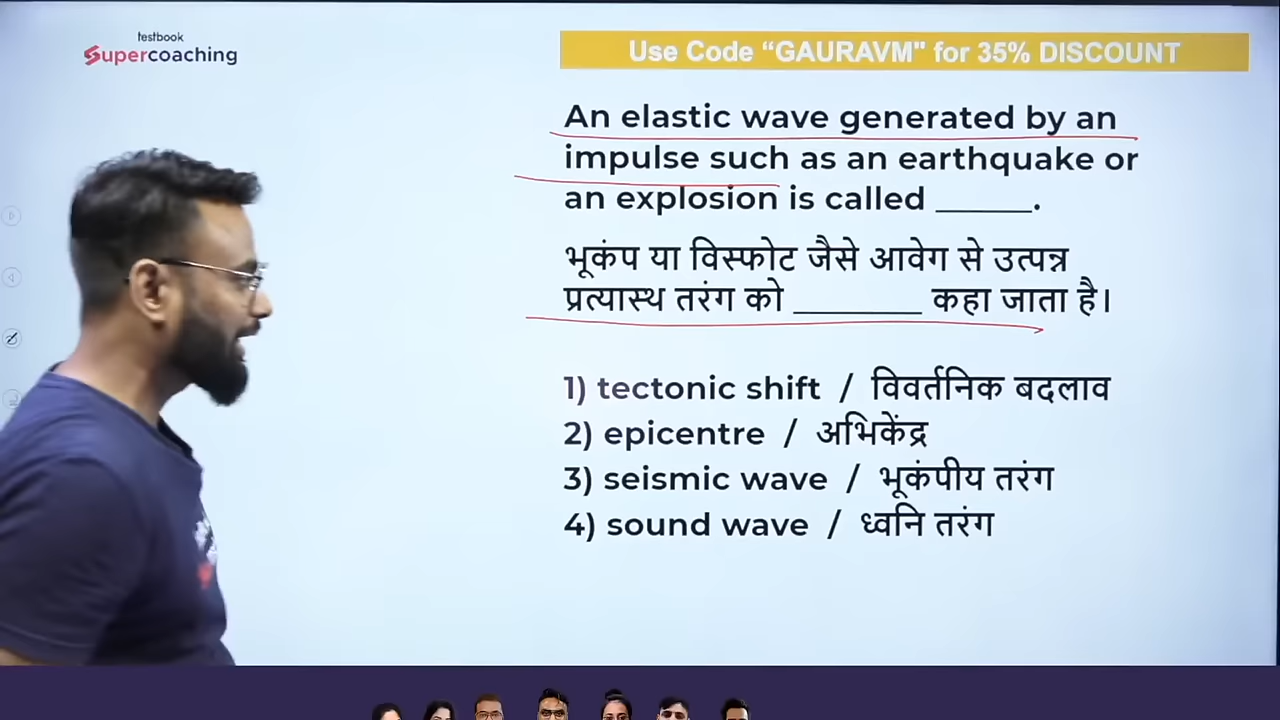 testbook
Supercoaching
Use Code “GAURAVM" for 35% DISCOUNT
An elastic wave generated by an
impulse such as an earthquake or
an explosion is called ______.
भूकंप या विस्फोट जैसे आवेग से उत्पन्न
प्रत्यास्थ तरंग को ________ कहा जाता है।
1) tectonic shift / विवर्तनिक बदलाव
2) epicentre / अभिकेंद्र
3) seismic wave / भूकंपीय तरंग
4) sound wave / ध्वनि तरंग